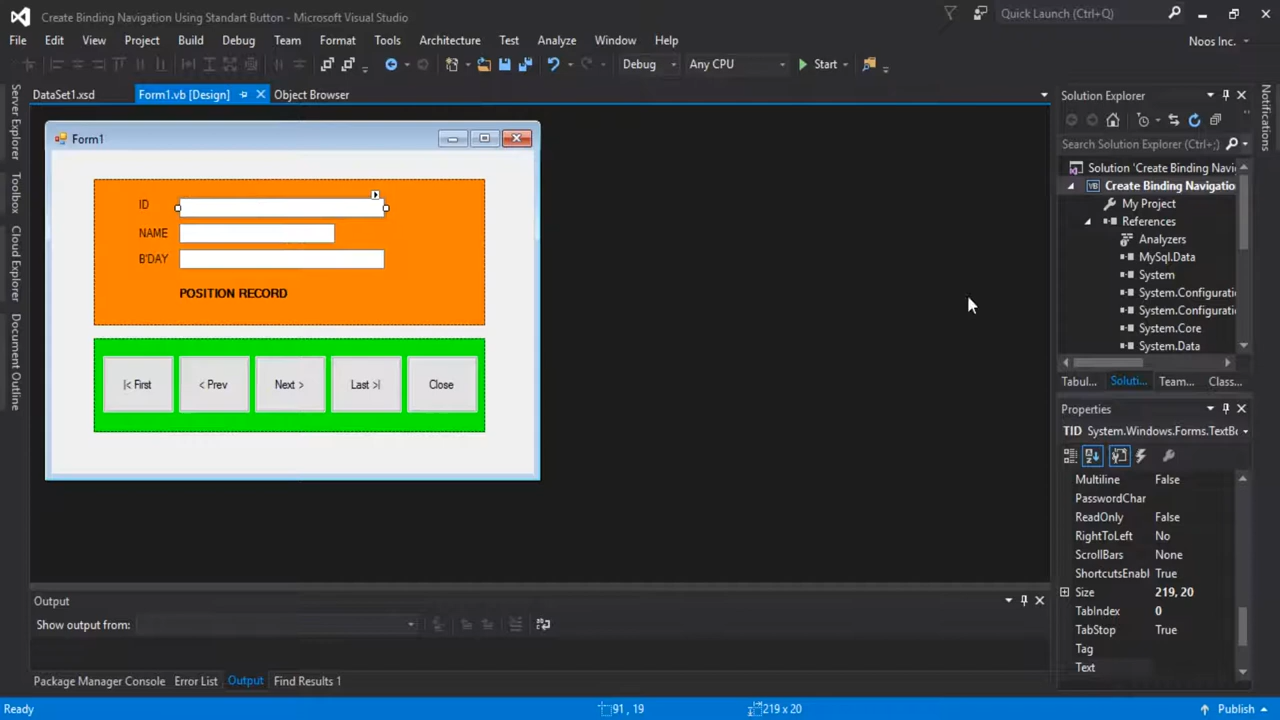 Create Binding Navigation Using Standart Button - Microsoft Visual Studio
Quick Launch (Ctrl+Q)
File Edit View Project Build Debug Team Format Tools Architecture Test Analyze Window Help
Noos Inc.
Debug Any CPU Start
DataSet1.xsd Form1.vb [Design] Object Browser
Server Explorer
Toolbox
Cloud Explorer
Document Outline
Form1
ID
NAME
B'DAY
POSITION RECORD
|< First < Prev Next > Last >| Close
Solution Explorer
Search Solution Explorer (Ctrl+;)
Solution 'Create Binding Navi
Create Binding Navigation
My Project
References
Analyzers
MySql.Data
System
System.Configurati
System.Configurati
System.Core
System.Data
Tabul... Soluti... Team... Class...
Notifications
Properties
TID System.Windows.Forms.TextBo
Multiline False
PasswordChar
ReadOnly False
RightToLeft No
ScrollBars None
ShortcutsEnabl True
Size 219, 20
TabIndex 0
TabStop True
Tag
Text
Output
Show output from:
Package Manager Console Error List Output Find Results 1
Ready 91 , 19 219 x 20 Publish